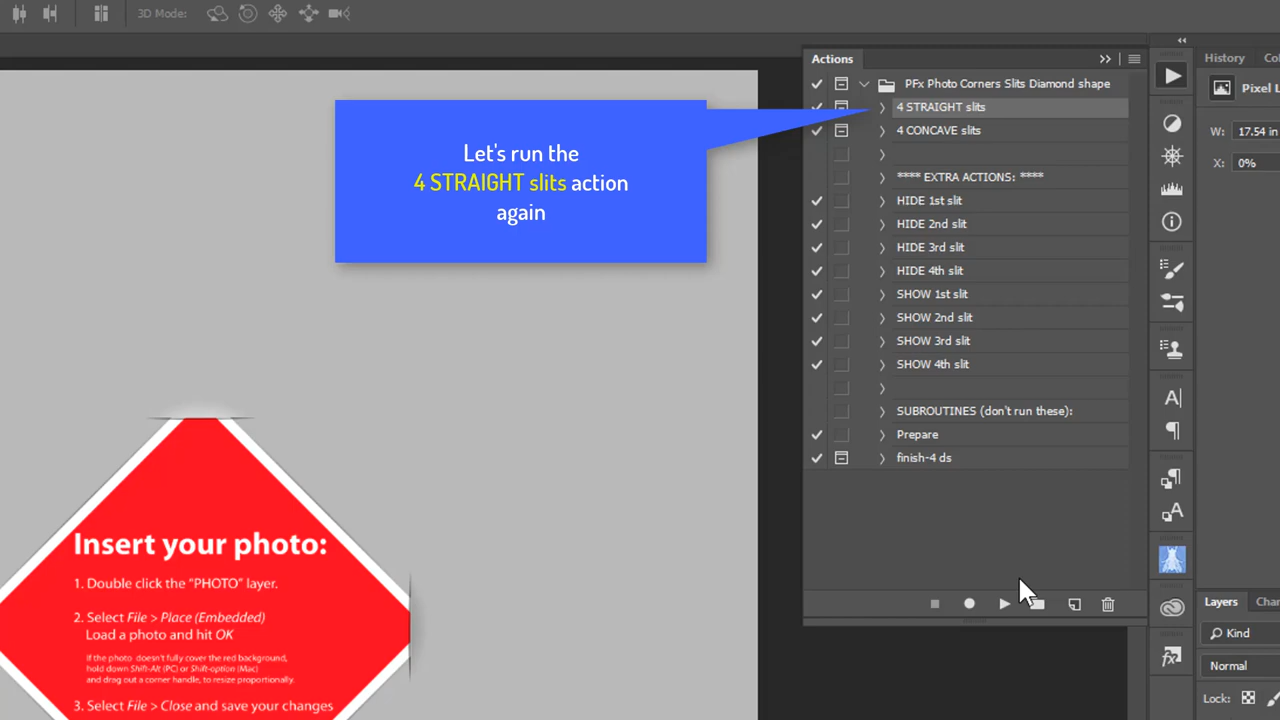 3D Mode:
Actions
PFx Photo Corners Slits Diamond shape
4 STRAIGHT slits
4 CONCAVE slits
**** EXTRA ACTIONS: ****
HIDE 1st slit
HIDE 2nd slit
HIDE 3rd slit
HIDE 4th slit
SHOW 1st slit
SHOW 2nd slit
SHOW 3rd slit
SHOW 4th slit
SUBROUTINES (don't run these):
Prepare
finish-4 ds
Let's run the
4 STRAIGHT slits action
again
Insert your photo:
1. Double click the "PHOTO" layer.
2. Select File > Place (Embedded)
Load a photo and hit OK
If the photo doesn't fully cover the red background,
hold down Shift-Alt (PC) or Shift-option (Mac)
and drag out a corner handle, to resize proportionally.
3. Select File > Close and save your changes
History
Pixel L
W: 17.54 in
X: 0%
Layers
Kind
Normal
Lock: